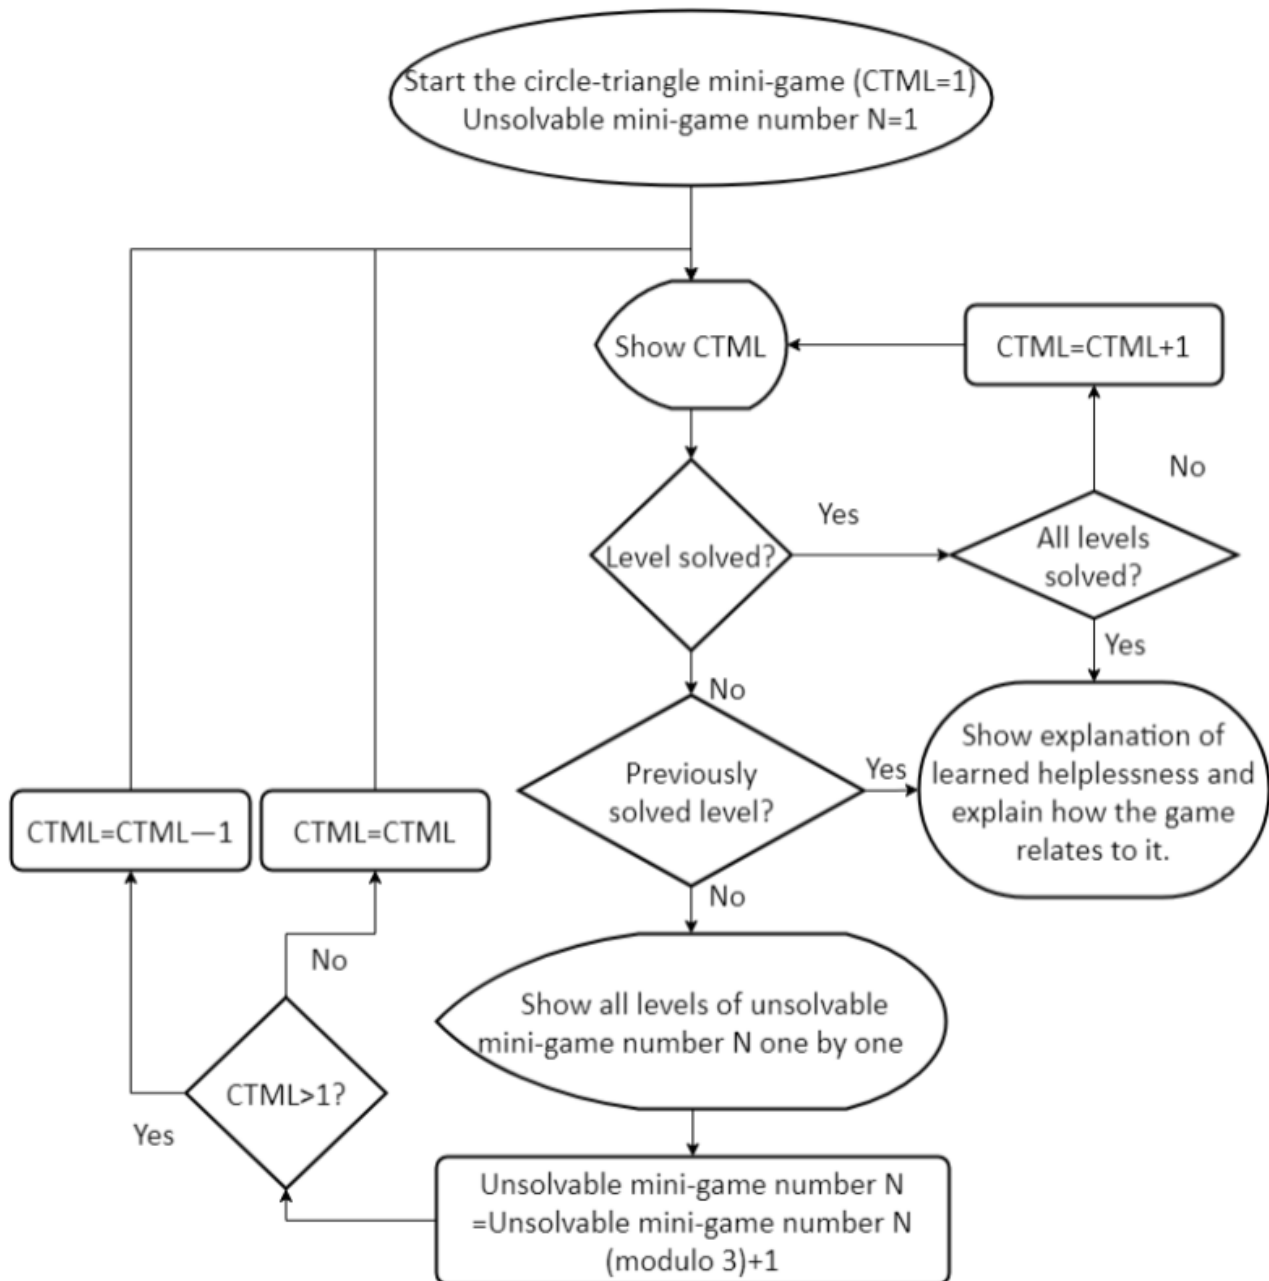 Start the circle-triangle mini-game (CTML=1)
Unsolvable mini-game number N=1
Show CTML
CTML=CTML+1
No
Yes
Level solved?
All levels
solved?
Yes
No
Previously
solved level?
Yes
Show explanation of
learned helplessness and
explain how the game
relates to it.
CTML=CTML—1
CTML=CTML
No
No
Show all levels of unsolvable
mini-game number N one by one
CTML>1?
Yes
Unsolvable mini-game number N
=Unsolvable mini-game number N
(modulo 3)+1